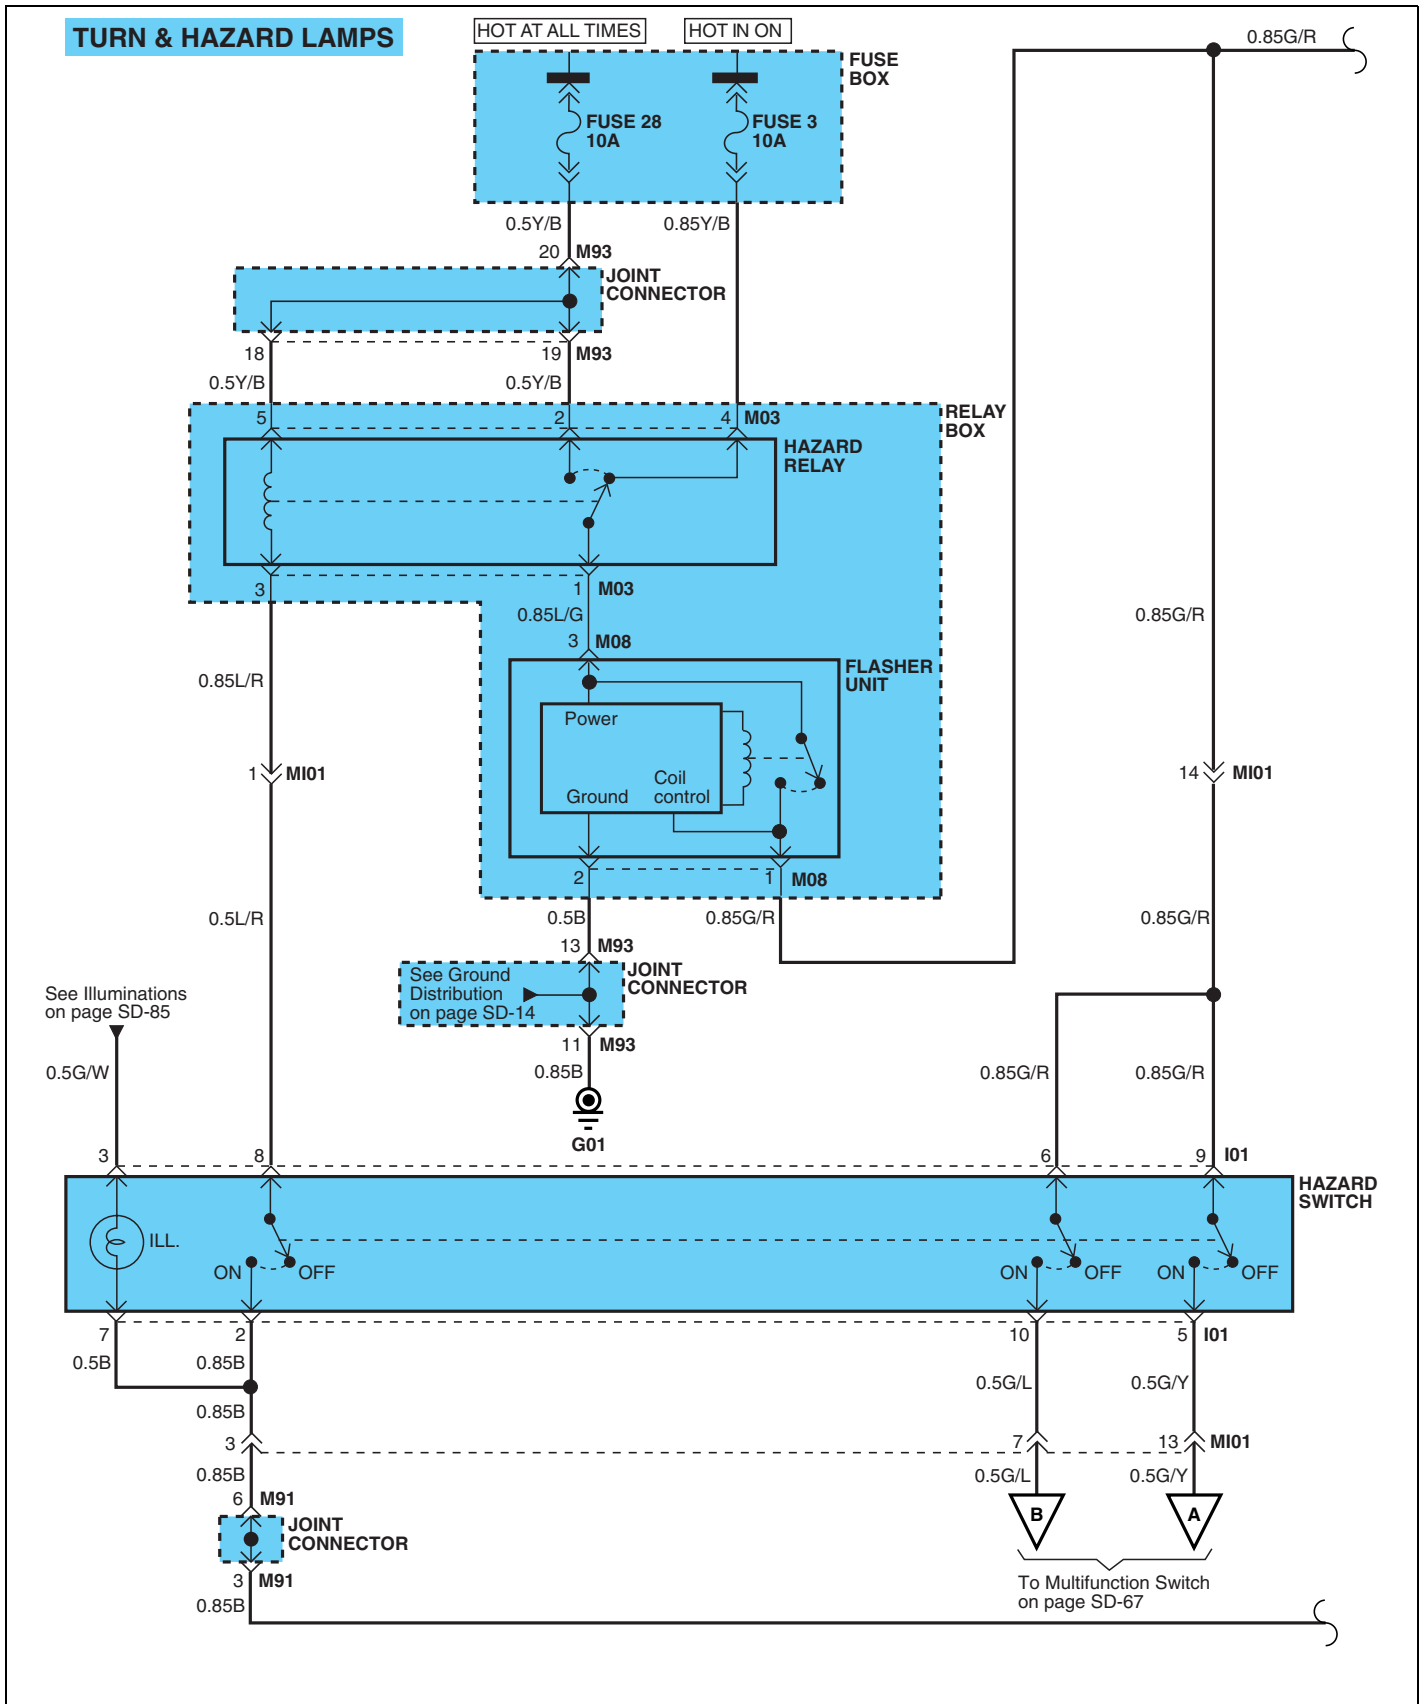 TURN & HAZARD LAMPS
HOT AT ALL TIMES
HOT IN ON
0.85G/R
FUSE
BOX
FUSE 28
10A
FUSE 3
10A
0.5Y/B
0.85Y/B
20 M93
JOINT
CONNECTOR
18
19 M93
0.5Y/B
0.5Y/B
5
2
4 M03
RELAY
BOX
HAZARD
RELAY
3
1 M03
0.85L/G
0.85G/R
3 M08
FLASHER
UNIT
0.85L/R
Power
1 MI01
14 MI01
Coil
control
Ground
2
1 M08
0.5L/R
0.5B
0.85G/R
0.85G/R
13 M93
JOINT
CONNECTOR
See Ground
Distribution
on page SD-14
See Illuminations
on page SD-85
11 M93
0.5G/W
0.85B
0.85G/R
0.85G/R
G01
3
8
6
9 I01
HAZARD
SWITCH
ILL.
ON
OFF
ON
OFF
ON
OFF
7
2
10
5 I01
0.5B
0.85B
0.5G/L
0.5G/Y
0.85B
3
7
13 MI01
0.85B
0.5G/L
0.5G/Y
6 M91
B
A
JOINT
CONNECTOR
3 M91
To Multifunction Switch
on page SD-67
0.85B